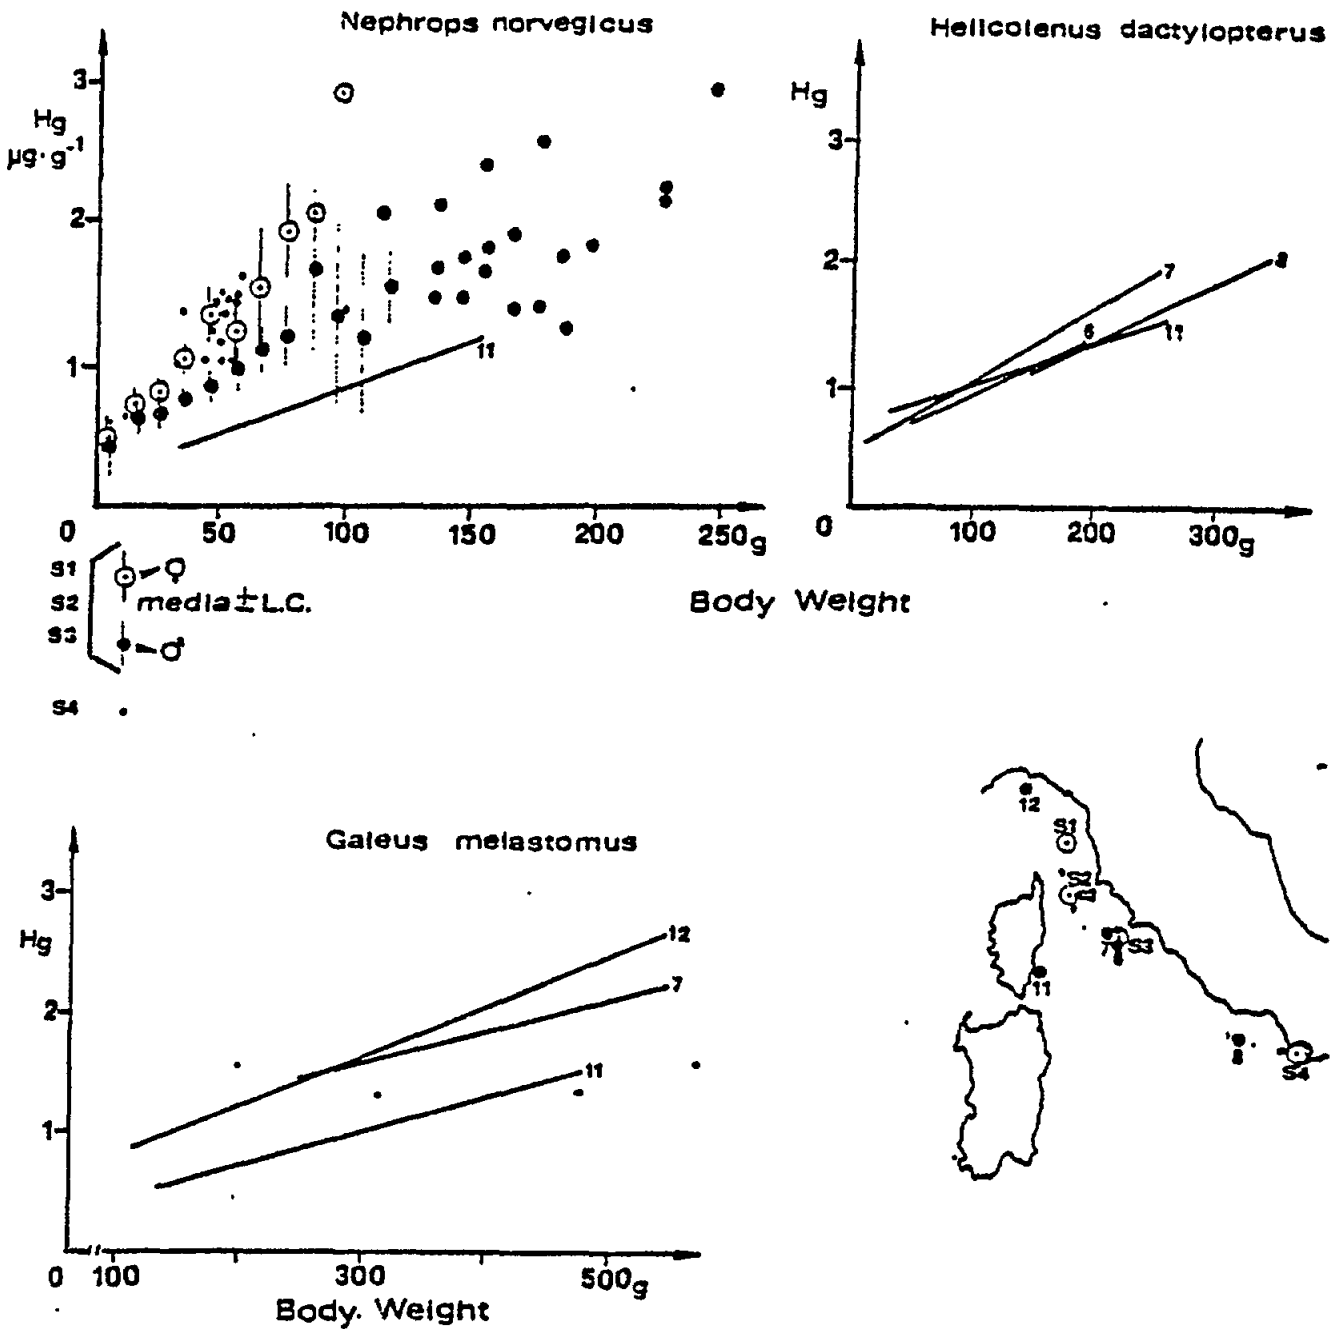 Nephrops norvegicus
3
Hg
µg·g-1
2
1
11
0 50 100 150 200 250g
S1 ♀
S2 media±L.C.
S3 ♂
S4
Helicolenus dactylopterus
Hg
3
2
1
7
8
6
11
0 100 200 300g
Body Weight
Galeus melastomus
3
Hg
2
1
12
7
11
0 100 300 500g
Body. Weight
12
S1
S2
7 S3
11
8
S4